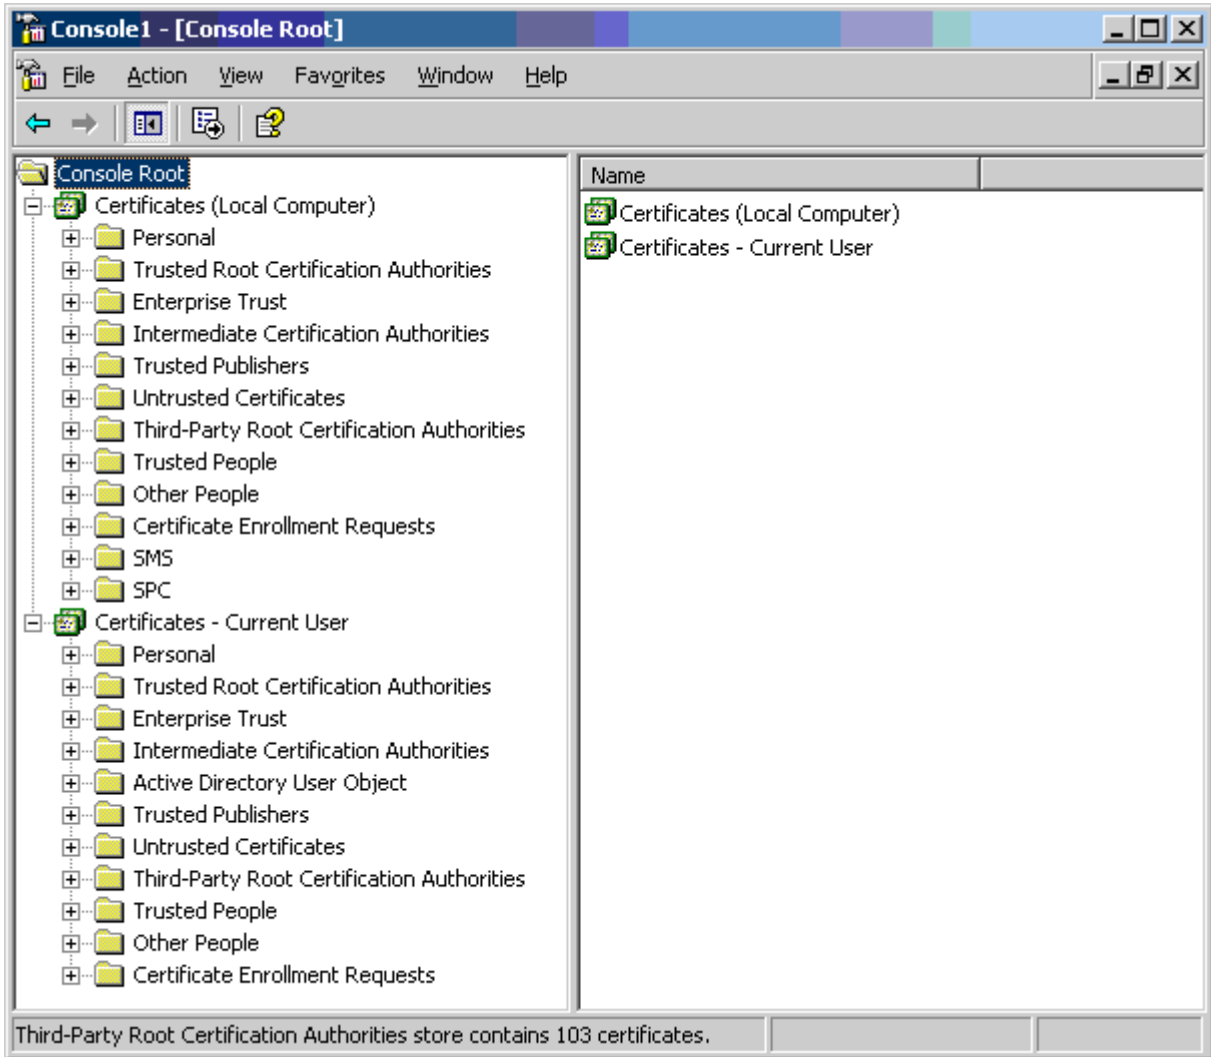 Console1 - [Console Root]
File Action View Favorites Window Help
Console Root
Certificates (Local Computer)
Personal
Trusted Root Certification Authorities
Enterprise Trust
Intermediate Certification Authorities
Trusted Publishers
Untrusted Certificates
Third-Party Root Certification Authorities
Trusted People
Other People
Certificate Enrollment Requests
SMS
SPC
Certificates - Current User
Personal
Trusted Root Certification Authorities
Enterprise Trust
Intermediate Certification Authorities
Active Directory User Object
Trusted Publishers
Untrusted Certificates
Third-Party Root Certification Authorities
Trusted People
Other People
Certificate Enrollment Requests
Name
Certificates (Local Computer)
Certificates - Current User
Third-Party Root Certification Authorities store contains 103 certificates.